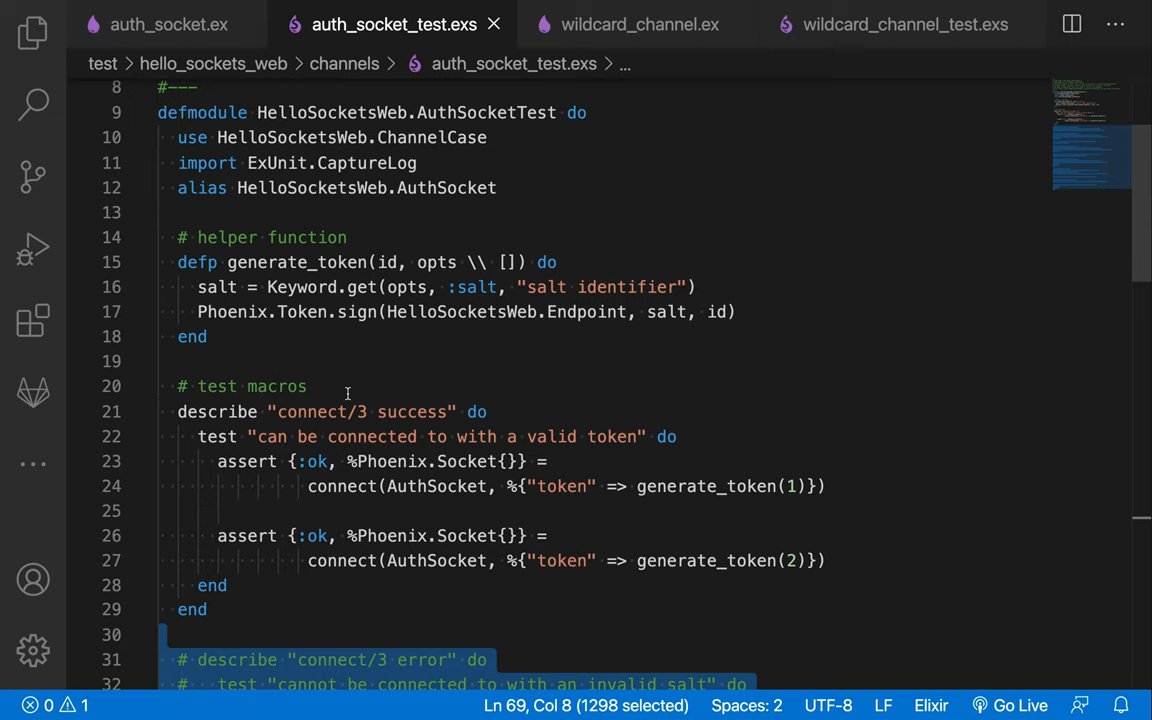 auth_socket.ex auth_socket_test.exs wildcard_channel.ex wildcard_channel_test.exs
test > hello_sockets_web > channels > auth_socket_test.exs > ...
8 #---
9 defmodule HelloSocketsWeb.AuthSocketTest do
10 use HelloSocketsWeb.ChannelCase
11 import ExUnit.CaptureLog
12 alias HelloSocketsWeb.AuthSocket
13
14 # helper function
15 defp generate_token(id, opts \\ []) do
16 salt = Keyword.get(opts, :salt, "salt identifier")
17 Phoenix.Token.sign(HelloSocketsWeb.Endpoint, salt, id)
18 end
19
20 # test macros
21 describe "connect/3 success" do
22 test "can be connected to with a valid token" do
23 assert {:ok, %Phoenix.Socket{}} =
24 connect(AuthSocket, %{"token" => generate_token(1)})
25
26 assert {:ok, %Phoenix.Socket{}} =
27 connect(AuthSocket, %{"token" => generate_token(2)})
28 end
29 end
30
31 # describe "connect/3 error" do
32 # test "cannot be connected to with an invalid salt" do
0 1 Ln 69, Col 8 (1298 selected) Spaces: 2 UTF-8 LF Elixir Go Live